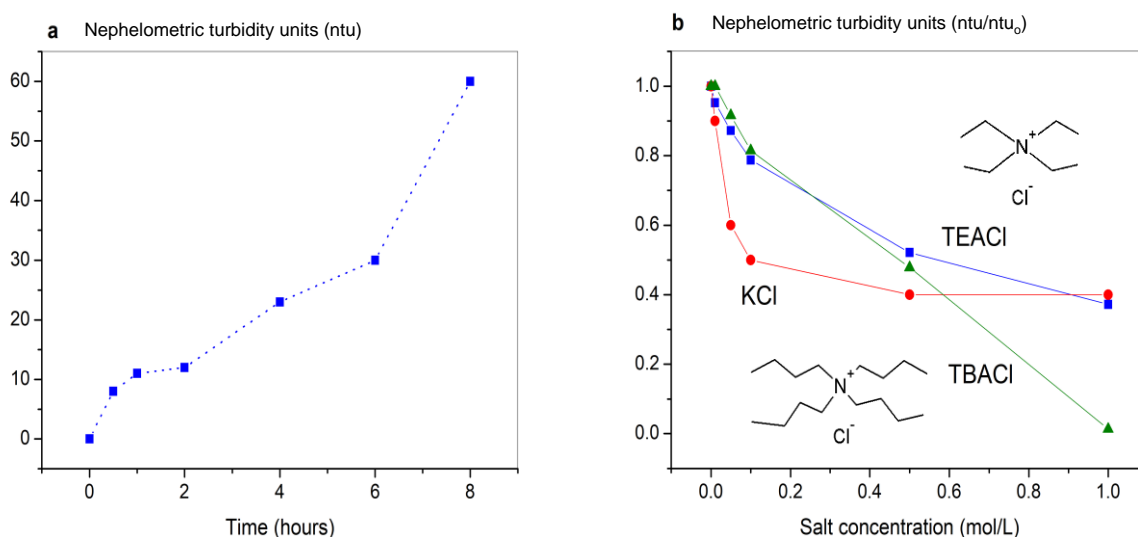 a Nephelometric turbidity units (ntu)
60
50
40
30
20
10
0
0 2 4 6 8
Time (hours)
b Nephelometric turbidity units (ntu/ntuₒ)
1.0
0.8
0.6
0.4
0.2
0.0
N+
Cl-
TEACl
KCl
TBACl
N+
Cl-
0.0 0.2 0.4 0.6 0.8 1.0
Salt concentration (mol/L)